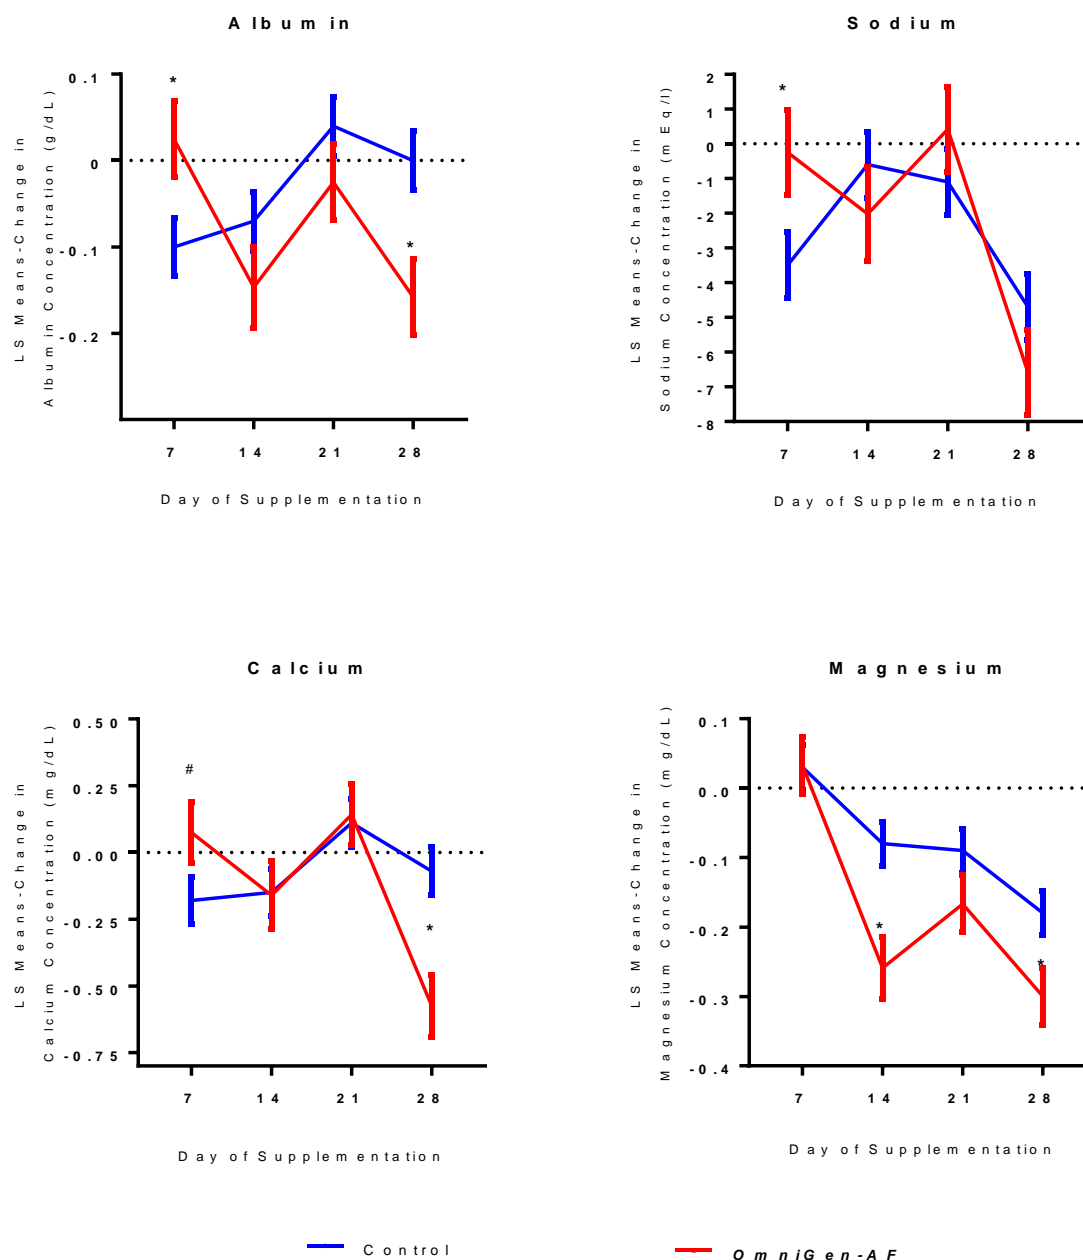 Albumin
LS Means-Change in
Albumin Concentration (g/dL)
0.1
0
-0.1
-0.2
*
*
7 14 21 28
Day of Supplementation
Sodium
LS Means-Change in
Sodium Concentration (mEq/l)
2
1
0
-1
-2
-3
-4
-5
-6
-7
-8
*
7 14 21 28
Day of Supplementation
Calcium
LS Means-Change in
Calcium Concentration (mg/dL)
0.50
0.25
0.00
-0.25
-0.50
-0.75
#
*
7 14 21 28
Day of Supplementation
Magnesium
LS Means-Change in
Magnesium Concentration (mg/dL)
0.1
0.0
-0.1
-0.2
-0.3
-0.4
*
*
7 14 21 28
Day of Supplementation
Control
OmniGen-AF